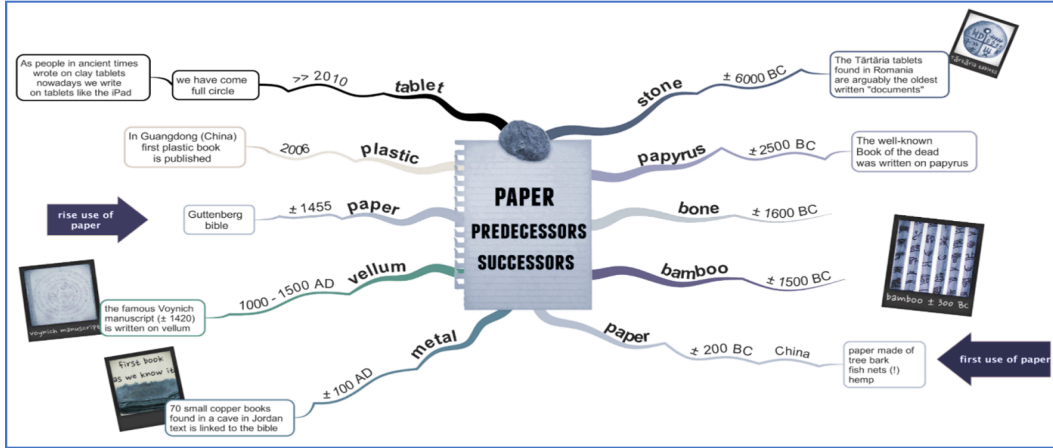 PAPER
PREDECESSORS
SUCCESSORS
stone
± 6000 BC
The Tărtăria tablets
found in Romania
are arguably the oldest
written "documents"
Tărtăria tablets
papyrus
± 2500 BC
The well-known
Book of the dead
was written on papyrus
bone
± 1600 BC
bamboo
± 1500 BC
bamboo ± 300 BC
paper
± 200 BC
China
paper made of
tree bark
fish nets (!)
hemp
first use of paper
metal
± 100 AD
70 small copper books
found in a cave in Jordan
text is linked to the bible
First book
as we know it
vellum
1000 - 1500 AD
the famous Voynich
manuscript (± 1420)
is written on vellum
voynich manuscript
paper
± 1455
Guttenberg
bible
rise use of
paper
plastic
2006
In Guangdong (China)
first plastic book
is published
tablet
>> 2010
we have come
full circle
As people in ancient times
wrote on clay tablets
nowadays we write
on tablets like the iPad